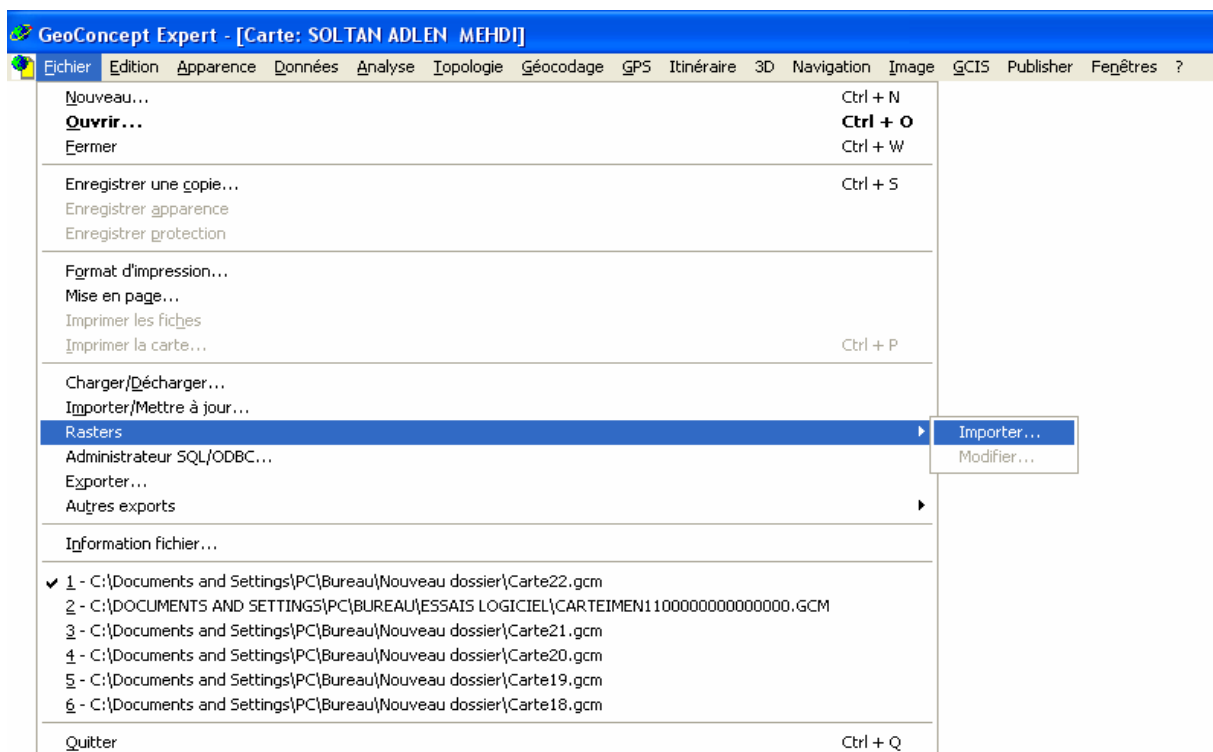 GeoConcept Expert - [Carte: SOLTAN ADLEN  MEHDI]
Fichier Edition Apparence Données Analyse Topologie Géocodage GPS Itinéraire 3D Navigation Image GCIS Publisher Fenêtres ?
Nouveau... Ctrl + N
Ouvrir... Ctrl + O
Fermer Ctrl + W
Enregistrer une copie... Ctrl + S
Enregistrer apparence
Enregistrer protection
Format d'impression...
Mise en page...
Imprimer les fiches
Imprimer la carte... Ctrl + P
Charger/Décharger...
Importer/Mettre à jour...
Rasters Importer...
Administrateur SQL/ODBC... Modifier...
Exporter...
Autres exports
Information fichier...
1 - C:\Documents and Settings\PC\Bureau\Nouveau dossier\Carte22.gcm
2 - C:\DOCUMENTS AND SETTINGS\PC\BUREAU\ESSAIS LOGICIEL\CARTEIMEN1100000000000000.GCM
3 - C:\Documents and Settings\PC\Bureau\Nouveau dossier\Carte21.gcm
4 - C:\Documents and Settings\PC\Bureau\Nouveau dossier\Carte20.gcm
5 - C:\Documents and Settings\PC\Bureau\Nouveau dossier\Carte19.gcm
6 - C:\Documents and Settings\PC\Bureau\Nouveau dossier\Carte18.gcm
Quitter Ctrl + Q